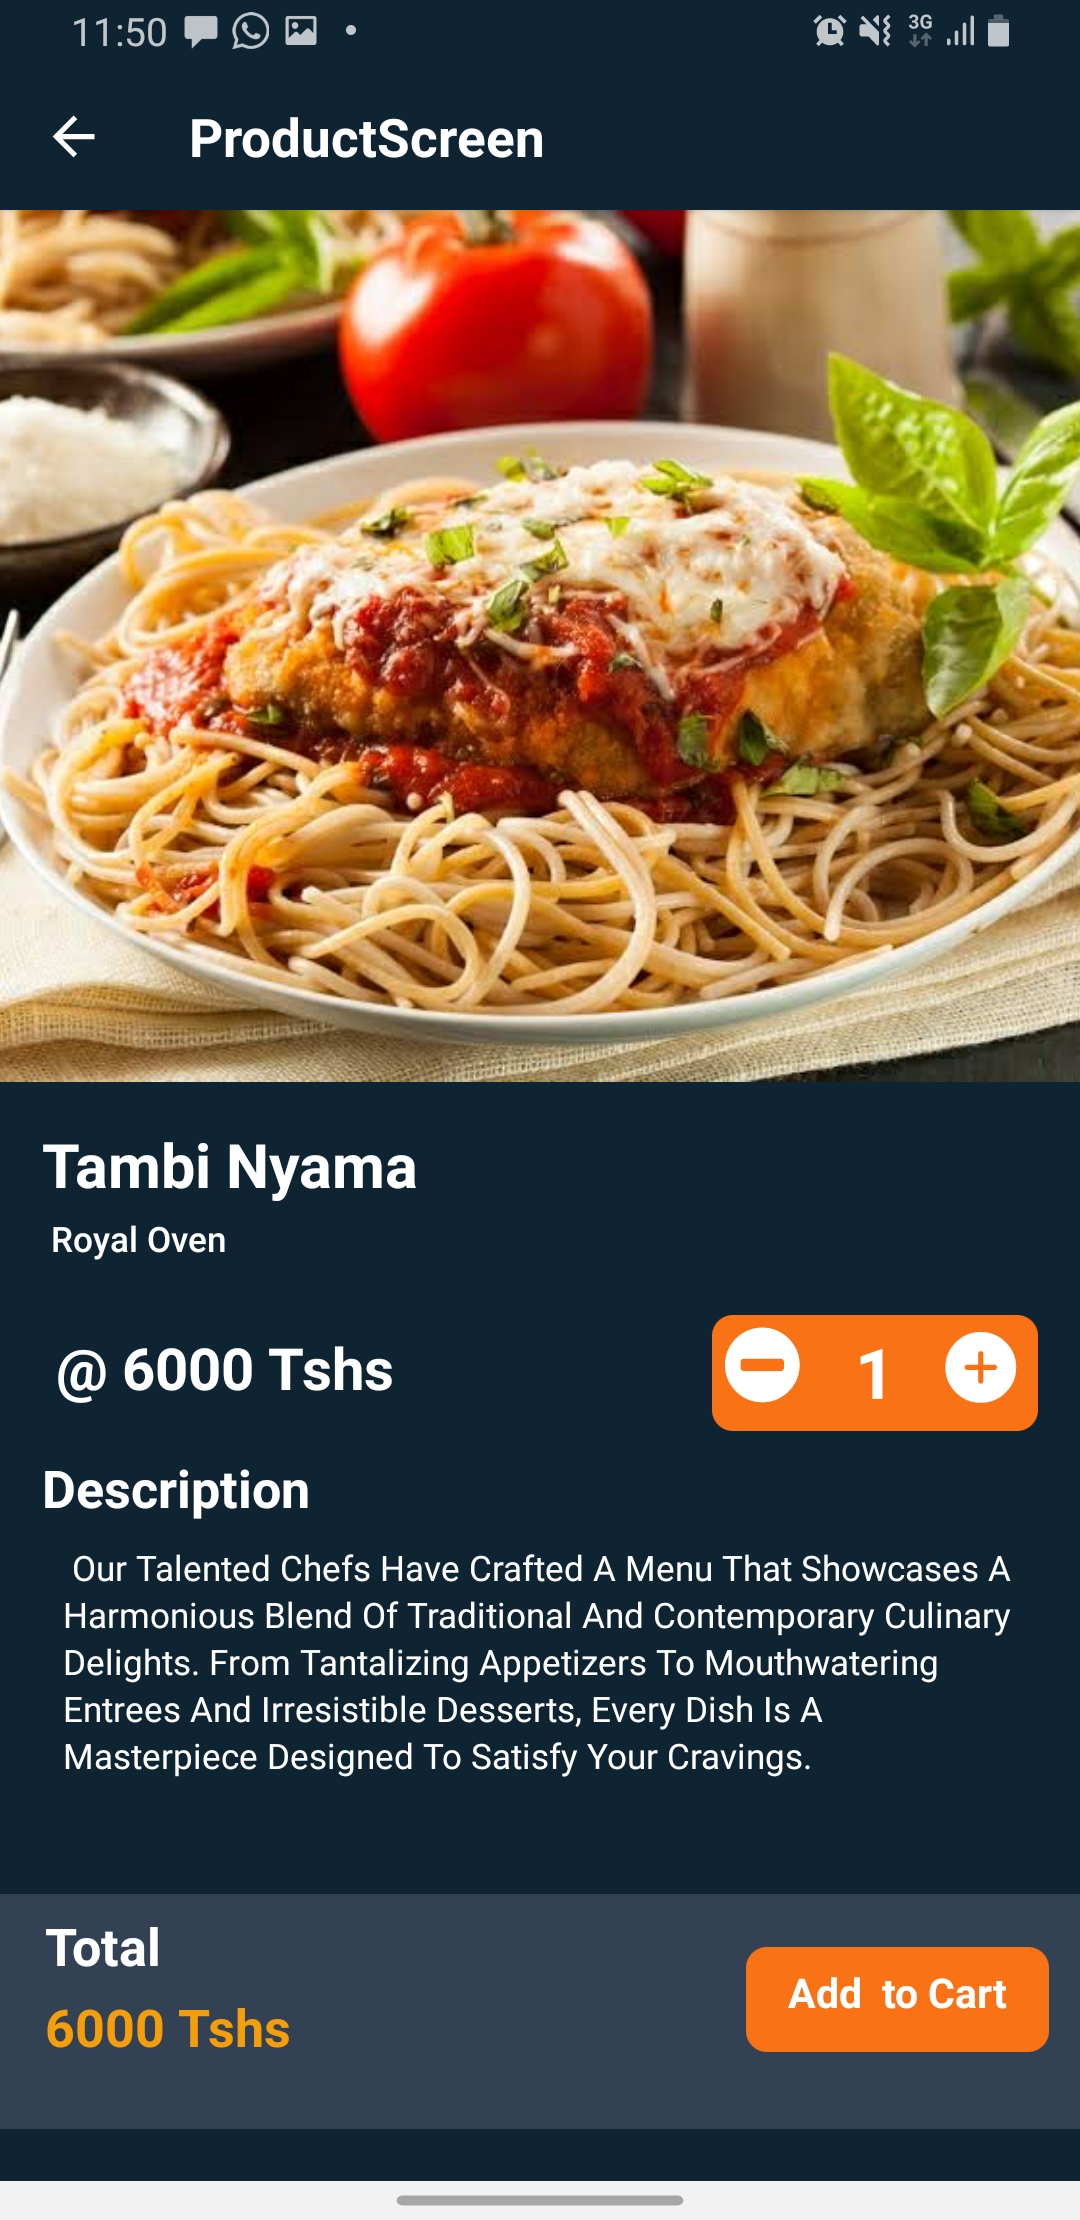 11:50
3G
ProductScreen
Tambi Nyama
Royal Oven
@ 6000 Tshs
1
Description
Our Talented Chefs Have Crafted A Menu That Showcases A
Harmonious Blend Of Traditional And Contemporary Culinary
Delights. From Tantalizing Appetizers To Mouthwatering
Entrees And Irresistible Desserts, Every Dish Is A
Masterpiece Designed To Satisfy Your Cravings.
Total
6000 Tshs
Add  to Cart